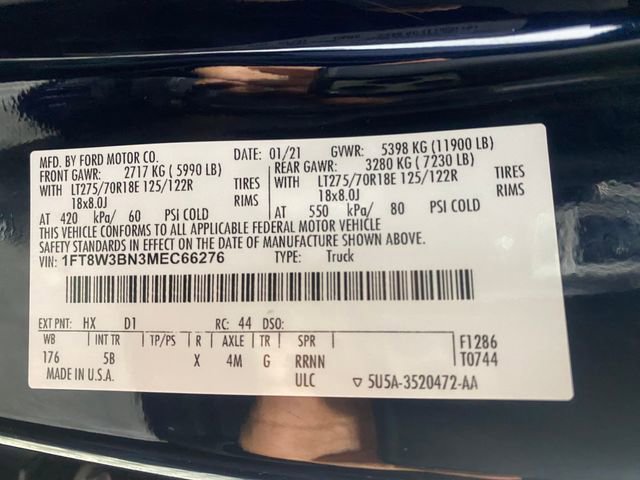 MFD. BY FORD MOTOR CO. DATE: 01/21 GVWR: 5398 KG (11900 LB)
FRONT GAWR: 2717 KG (5990 LB) REAR GAWR: 3280 KG (7230 LB)
WITH LT275/70R18E 125/122R TIRES WITH LT275/70R18E 125/122R TIRES
18x8.0J RIMS 18x8.0J RIMS
AT 420 kPa/ 60 PSI COLD AT 550 kPa/ 80 PSI COLD
THIS VEHICLE CONFORMS TO ALL APPLICABLE FEDERAL MOTOR VEHICLE
SAFETY STANDARDS IN EFFECT ON THE DATE OF MANUFACTURE SHOWN ABOVE.
VIN: 1FT8W3BN3MEC66276 TYPE: Truck
EXT PNT: HX D1 RC: 44 DSO:
WB INT TR TP/PS R AXLE TR SPR F1286
176 5B X 4M G RRNN T0744
MADE IN U.S.A. ULC ▽ 5U5A-3520472-AA